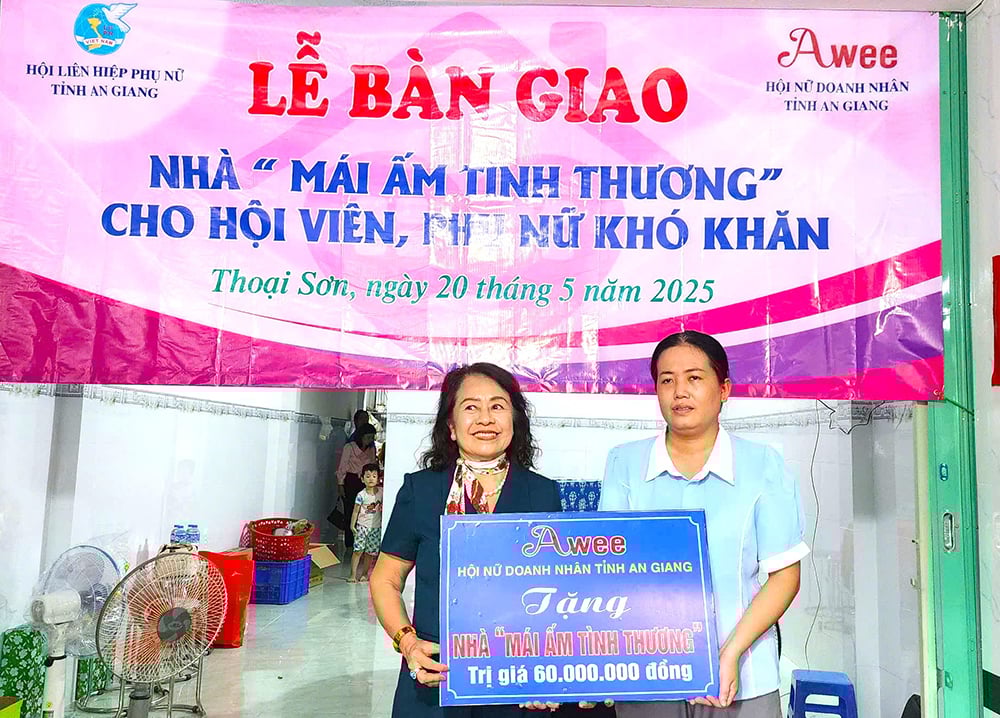 HỘI LIÊN HIỆP PHỤ NỮ
TỈNH AN GIANG
Awee
HỘI NỮ DOANH NHÂN
TỈNH AN GIANG
LỄ BÀN GIAO
NHÀ “ MÁI ẤM TÌNH THƯƠNG”
CHO HỘI VIÊN, PHỤ NỮ KHÓ KHĂN
Thoại Sơn, ngày 20 tháng 5 năm 2025
Awee
HỘI NỮ DOANH NHÂN TỈNH AN GIANG
Tặng
NHÀ “MÁI ẤM TÌNH THƯƠNG”
Trị giá 60.000.000 đồng